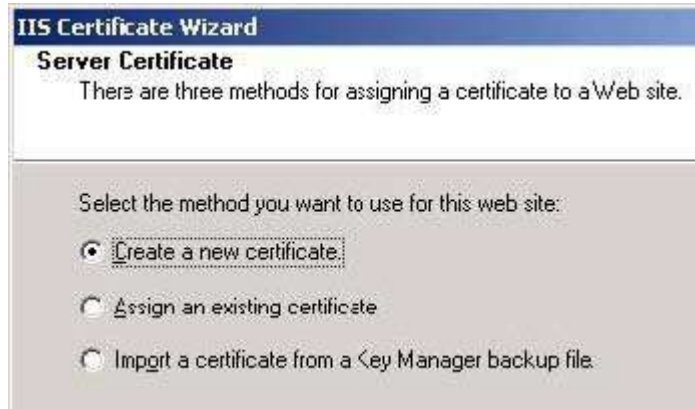 IIS Certificate Wizard
Server Certificate
There are three methods for assigning a certificate to a Web site.
Select the method you want to use for this web site:
Create a new certificate.
Assign an existing certificate
Import a certificate from a Key Manager backup file.